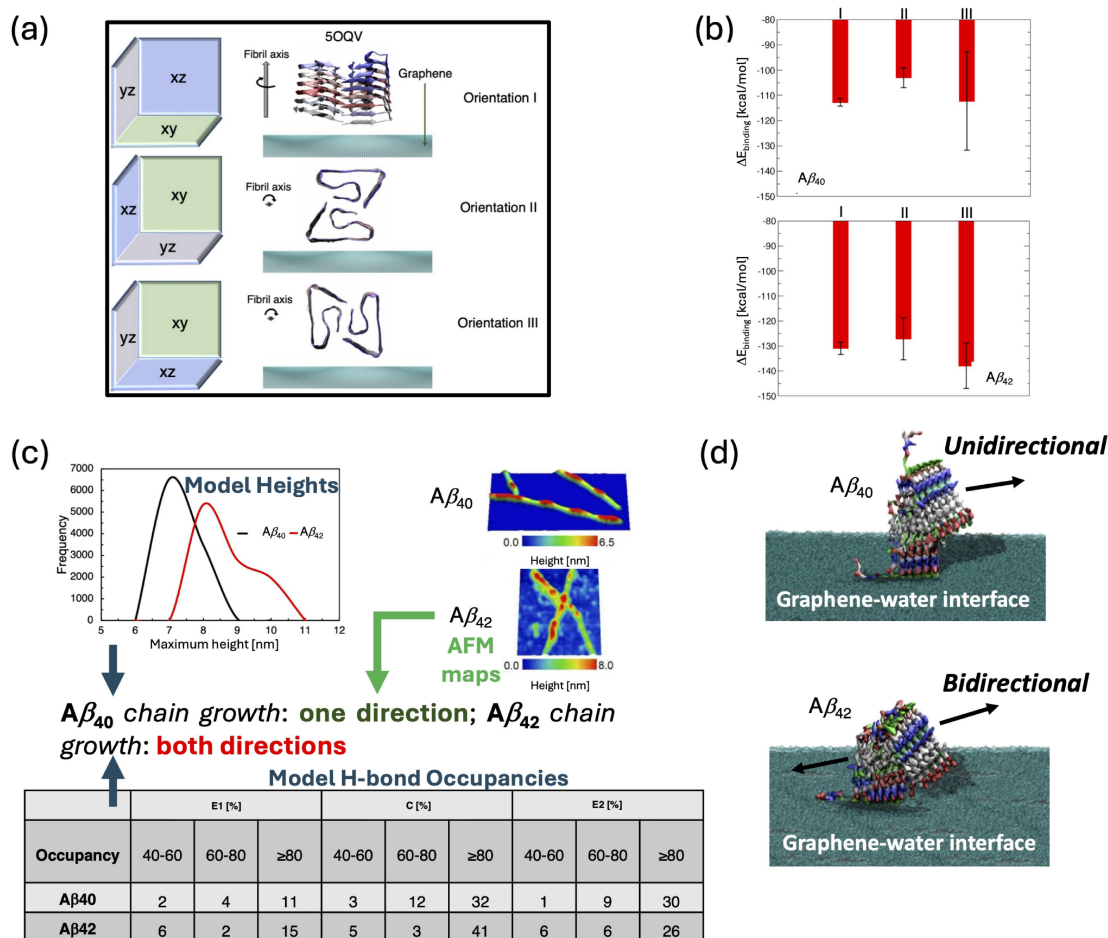 (a)
5OQV
yz
xz
xy
Fibril axis
Graphene
Orientation I
xz
xy
yz
Fibril axis
Orientation II
yz
xy
xz
Fibril axis
Orientation III
(b)
I II III
-80
-90
-100
-110
-120
-130
-140
-150
ΔEbinding [kcal/mol]
Aβ40
I II III
-80
-90
-100
-110
-120
-130
-140
-150
ΔEbinding [kcal/mol]
Aβ42
(c)
7000
6000
5000
4000
3000
2000
1000
0
Frequency
Model Heights
Aβ40 Aβ42
5 6 7 8 9 10 11 12
Maximum height [nm]
Aβ40
0.0 6.5
Height [nm]
Aβ42
AFM
maps
0.0 8.0
Height [nm]
Aβ40 chain growth: one direction; Aβ42 chain
growth: both directions
Model H-bond Occupancies
E1 [%] C [%] E2 [%]
Occupancy 40-60 60-80 ≥80 40-60 60-80 ≥80 40-60 60-80 ≥80
Aβ40 2 4 11 3 12 32 1 9 30
Aβ42 6 2 15 5 3 41 6 6 26
(d)
Unidirectional
Aβ40
Graphene-water interface
Bidirectional
Aβ42
Graphene-water interface